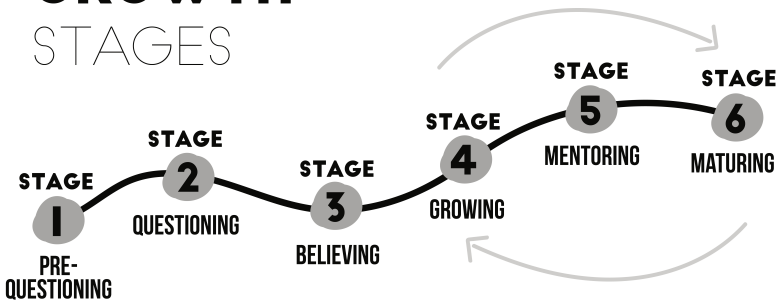 STAGES
STAGE
1
PRE-
QUESTIONING
STAGE
2
QUESTIONING
STAGE
3
BELIEVING
STAGE
4
GROWING
STAGE
5
MENTORING
STAGE
6
MATURING